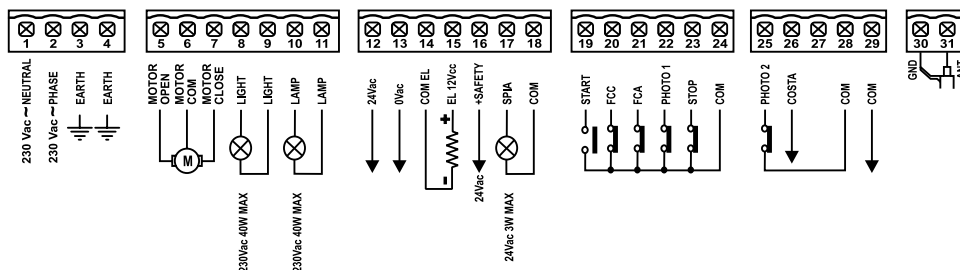 1 2 3 4
5 6 7 8 9 10 11
12 13 14 15 16 17 18
19 20 21 22 23 24
25 26 27 28 29
30 31
230 Vac ~ NEUTRAL
230 Vac ~ PHASE
EARTH
EARTH
MOTOR OPEN
MOTOR COM
MOTOR CLOSE
LIGHT
LIGHT
LAMP
LAMP
M
230Vac 40W MAX
230Vac 40W MAX
24Vac
0Vac
COM EL
EL 12Vcc
+SAFETY
SPIA
COM
+
-
24Vac
24Vac 3W MAX
START
FCC
FCA
PHOTO 1
STOP
COM
PHOTO 2
COSTA
COM
COM
GND
ANT